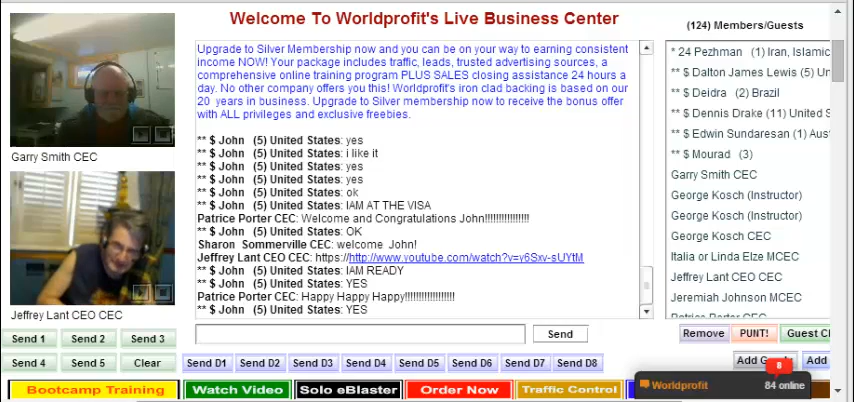 Welcome To Worldprofit's Live Business Center
(124) Members/Guests
Garry Smith CEC
Jeffrey Lant CEO CEC
Upgrade to Silver Membership now and you can be on your way to earning consistent
income NOW! Your package includes traffic, leads, trusted advertising sources, a
comprehensive online training program PLUS SALES closing assistance 24 hours a
day. No other company offers you this! Worldprofit's iron clad backing is based on our
20 years in business. Upgrade to Silver membership now to receive the bonus offer
with ALL privileges and exclusive freebies.
** $ John (5) United States: yes
** $ John (5) United States: i like it
** $ John (5) United States: yes
** $ John (5) United States: yes
** $ John (5) United States: ok
** $ John (5) United States: IAM AT THE VISA
Patrice Porter CEC: Welcome and Congratulations John!!!!!!!!!!!!!!!!
** $ John (5) United States: OK
Sharon Sommerville CEC: welcome John!
Jeffrey Lant CEO CEC: https://http://www.youtube.com/watch?v=y6Sxv-sUYtM
** $ John (5) United States: IAM READY
** $ John (5) United States: YES
Patrice Porter CEC: Happy Happy Happy!!!!!!!!!!!!!!!!!!!
** $ John (5) United States: YES
* 24 Pezhman (1) Iran, Islamic
** $ Dalton James Lewis (5) Un
** $ Deidra (2) Brazil
** $ Dennis Drake (11) United S
** $ Edwin Sundaresan (1) Aus
** $ Mourad (3)
Garry Smith CEC
George Kosch (Instructor)
George Kosch (Instructor)
George Kosch CEC
Italia or Linda Elze MCEC
Jeffrey Lant CEO CEC
Jeremiah Johnson MCEC
Patrice Porter CEC
Send
Remove
PUNT!
Guest Cl
Send 1
Send 2
Send 3
Send 4
Send 5
Clear
Send D1
Send D2
Send D3
Send D4
Send D5
Send D6
Send D7
Send D8
Add
Add
8
Worldprofit
84 online
Bootcamp Training
Watch Video
Solo eBlaster
Order Now
Traffic Control